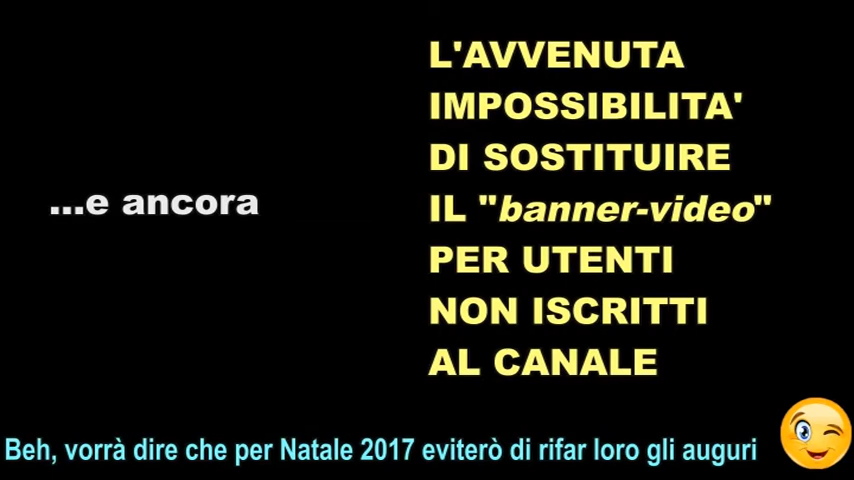 ...e ancora
L'AVVENUTA
IMPOSSIBILITA'
DI SOSTITUIRE
IL "banner-video"
PER UTENTI
NON ISCRITTI
AL CANALE
Beh, vorrà dire che per Natale 2017 eviterò di rifar loro gli auguri